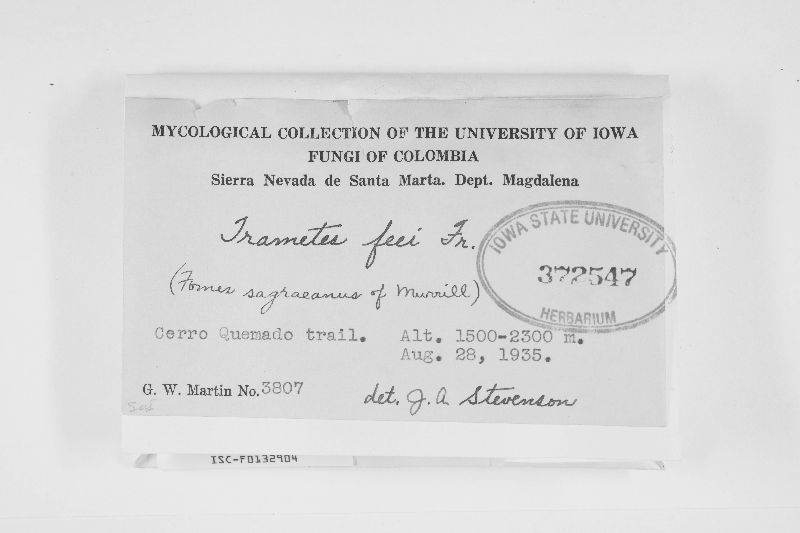 MYCOLOGICAL COLLECTION OF THE UNIVERSITY OF IOWA
FUNGI OF COLOMBIA
Sierra Nevada de Santa Marta. Dept. Magdalena
Trametes feei Fr.
(Fomes sagraeanus of Murrill)
IOWA STATE UNIVERSITY
372547
HERBARIUM
Cerro Quemado trail. Alt. 1500-2300 m.
Aug. 28, 1935.
G. W. Martin No. 3807
det. J. A. Stevenson
ISC-F0132904